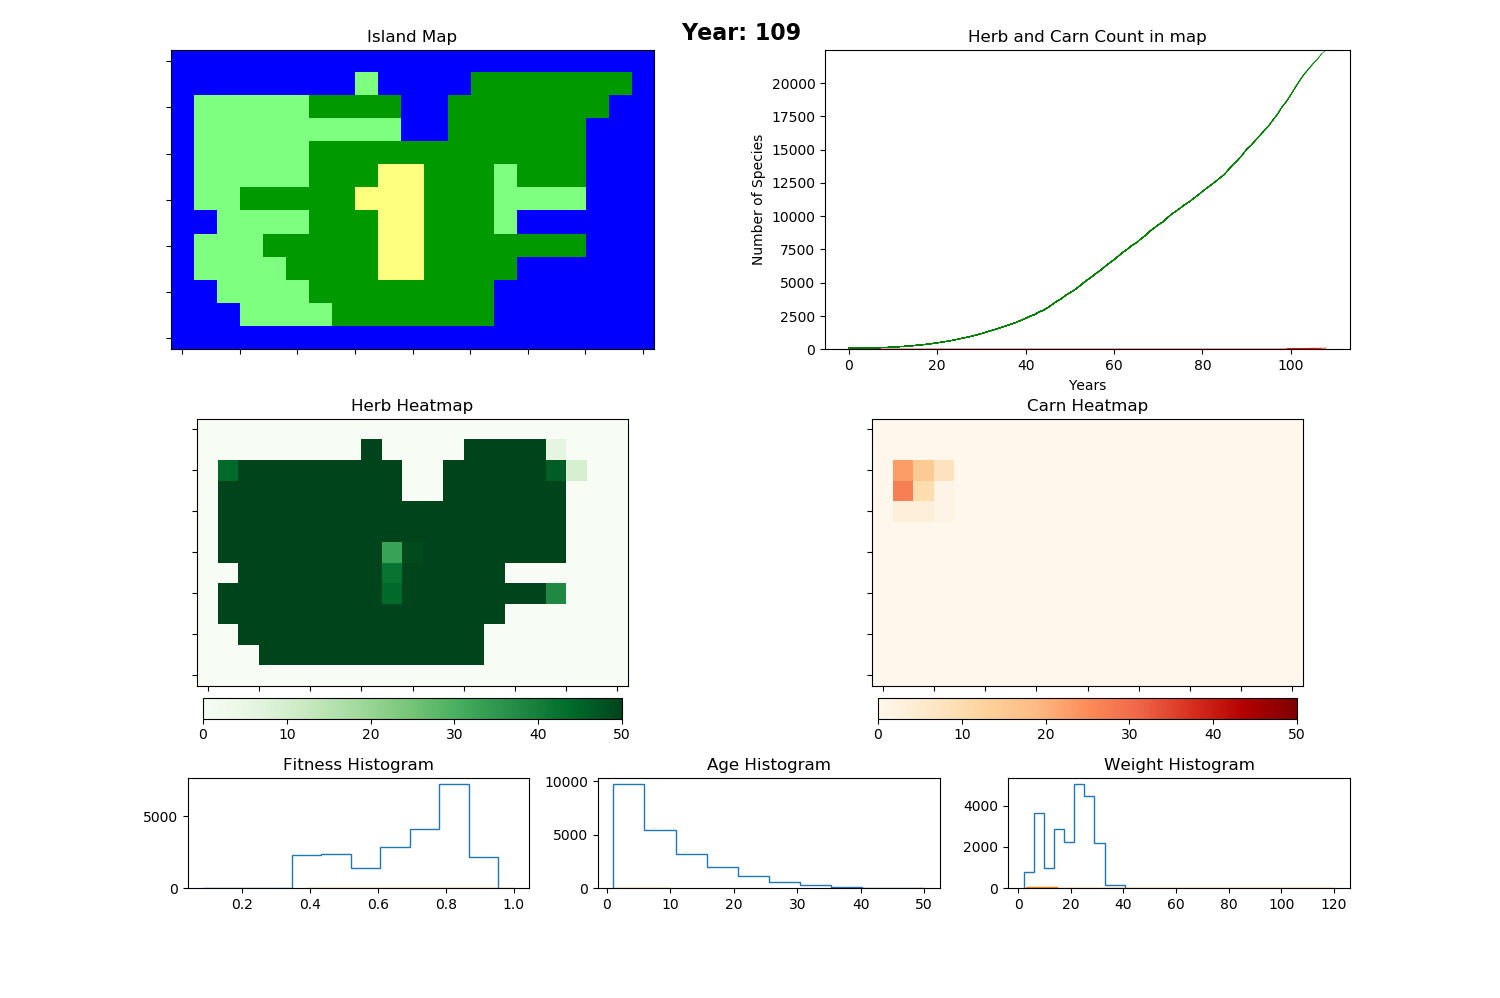 Year: 109
Island Map
Herb and Carn Count in map
20000
17500
15000
12500
10000
7500
5000
2500
0
Number of Species
0 20 40 60 80 100
Years
Herb Heatmap
Carn Heatmap
0 10 20 30 40 50
0 10 20 30 40 50
Fitness Histogram
5000
0
0.2 0.4 0.6 0.8 1.0
Age Histogram
10000
5000
0
0 10 20 30 40 50
Weight Histogram
4000
2000
0
0 20 40 60 80 100 120